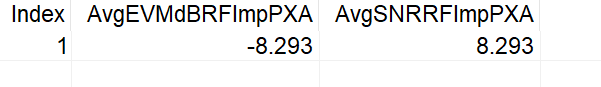 Index AvgEVMdBRFImpPXA AvgSNRRFImpPXA
1 -8.293 8.293